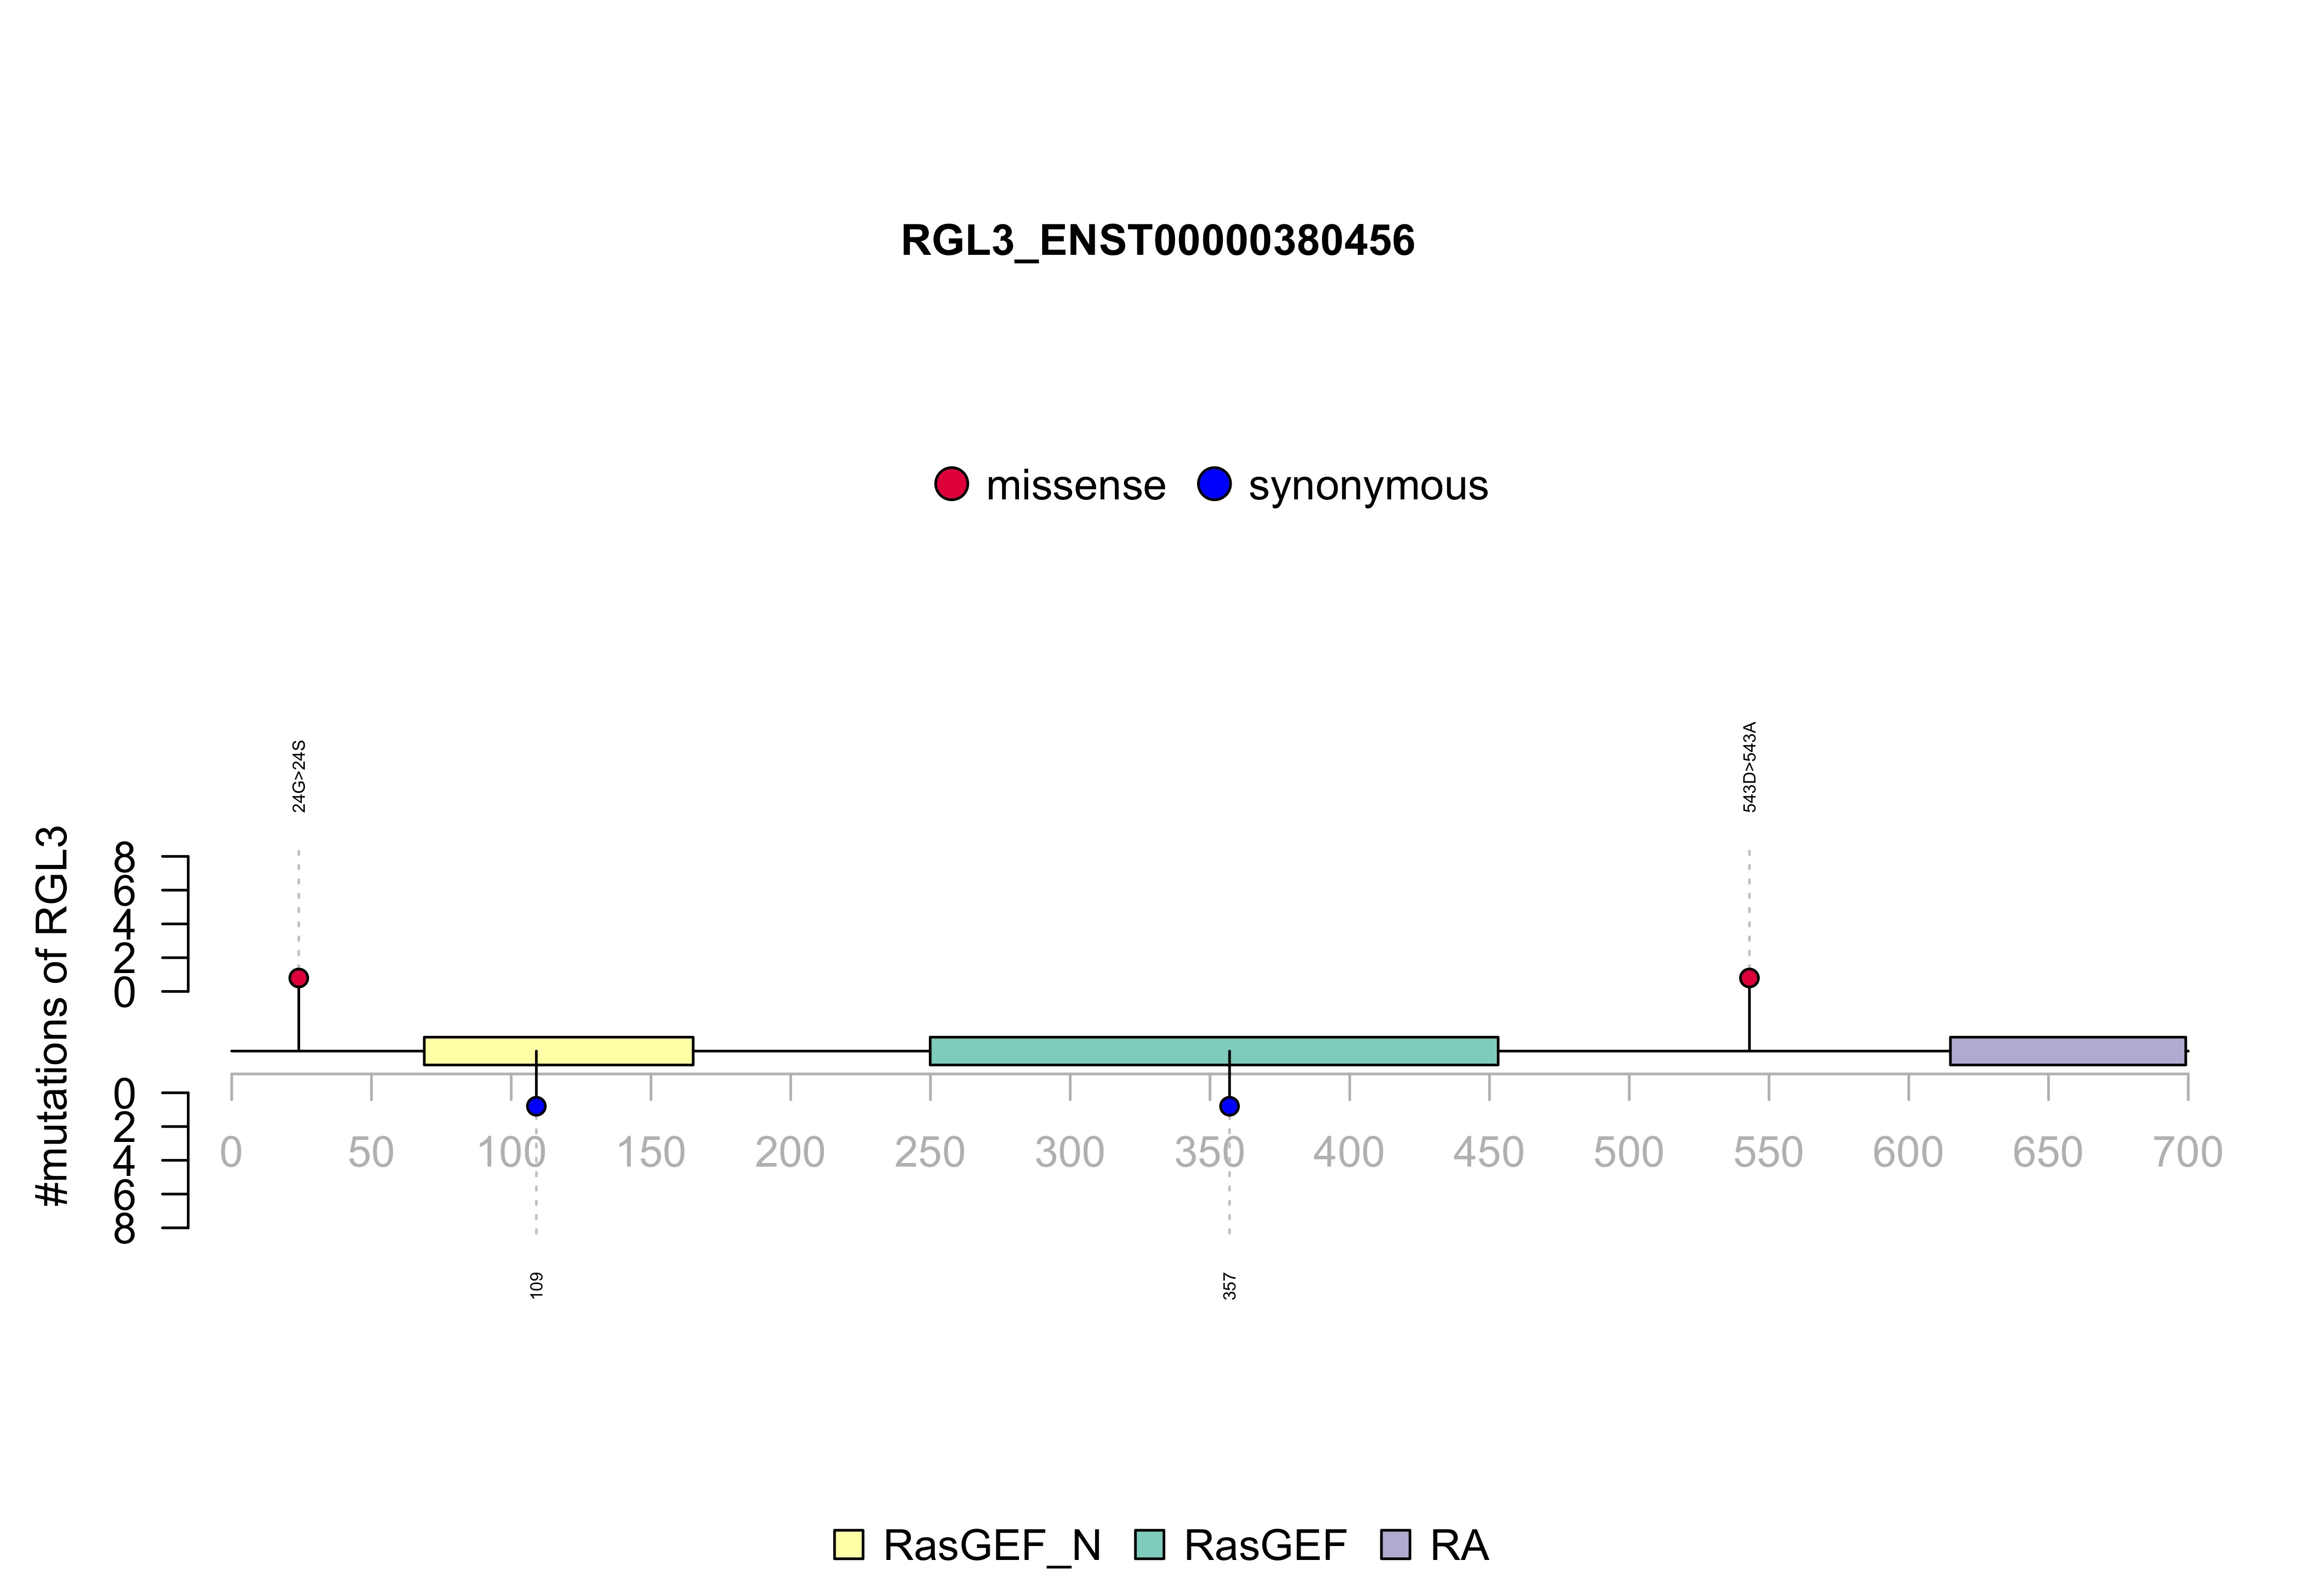 RGL3_ENST00000380456
missense synonymous
24G>24S
543D>543A
#mutations of RGL3
8
6
4
2
0
0
2
4
6
8
0 50 100 150 200 250 300 350 400 450 500 550 600 650 700
109
357
RasGEF_N RasGEF RA